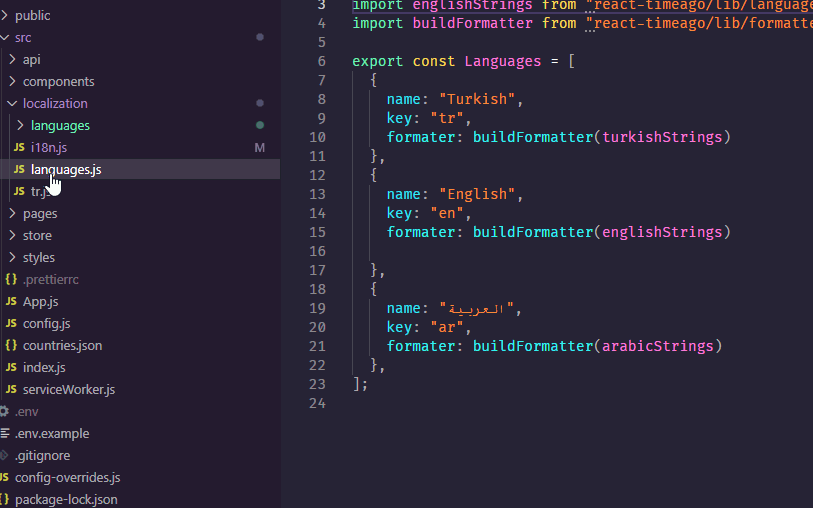 public
src
api
components
localization
languages
JS i18n.js M
JS languages.js
JS tr.js
pages
store
styles
{} .prettierrc
JS App.js
JS config.js
{} countries.json
JS index.js
JS serviceWorker.js
.env
.env.example
.gitignore
JS config-overrides.js
{} package-lock.json
3 import englishStrings from "react-timeago/lib/language
4 import buildFormatter from "react-timeago/lib/formatte
5
6 export const Languages = [
7 {
8 name: "Turkish",
9 key: "tr",
10 formater: buildFormatter(turkishStrings)
11 },
12 {
13 name: "English",
14 key: "en",
15 formater: buildFormatter(englishStrings)
16
17 },
18 {
19 name: "العربية",
20 key: "ar",
21 formater: buildFormatter(arabicStrings)
22 },
23 ];
24